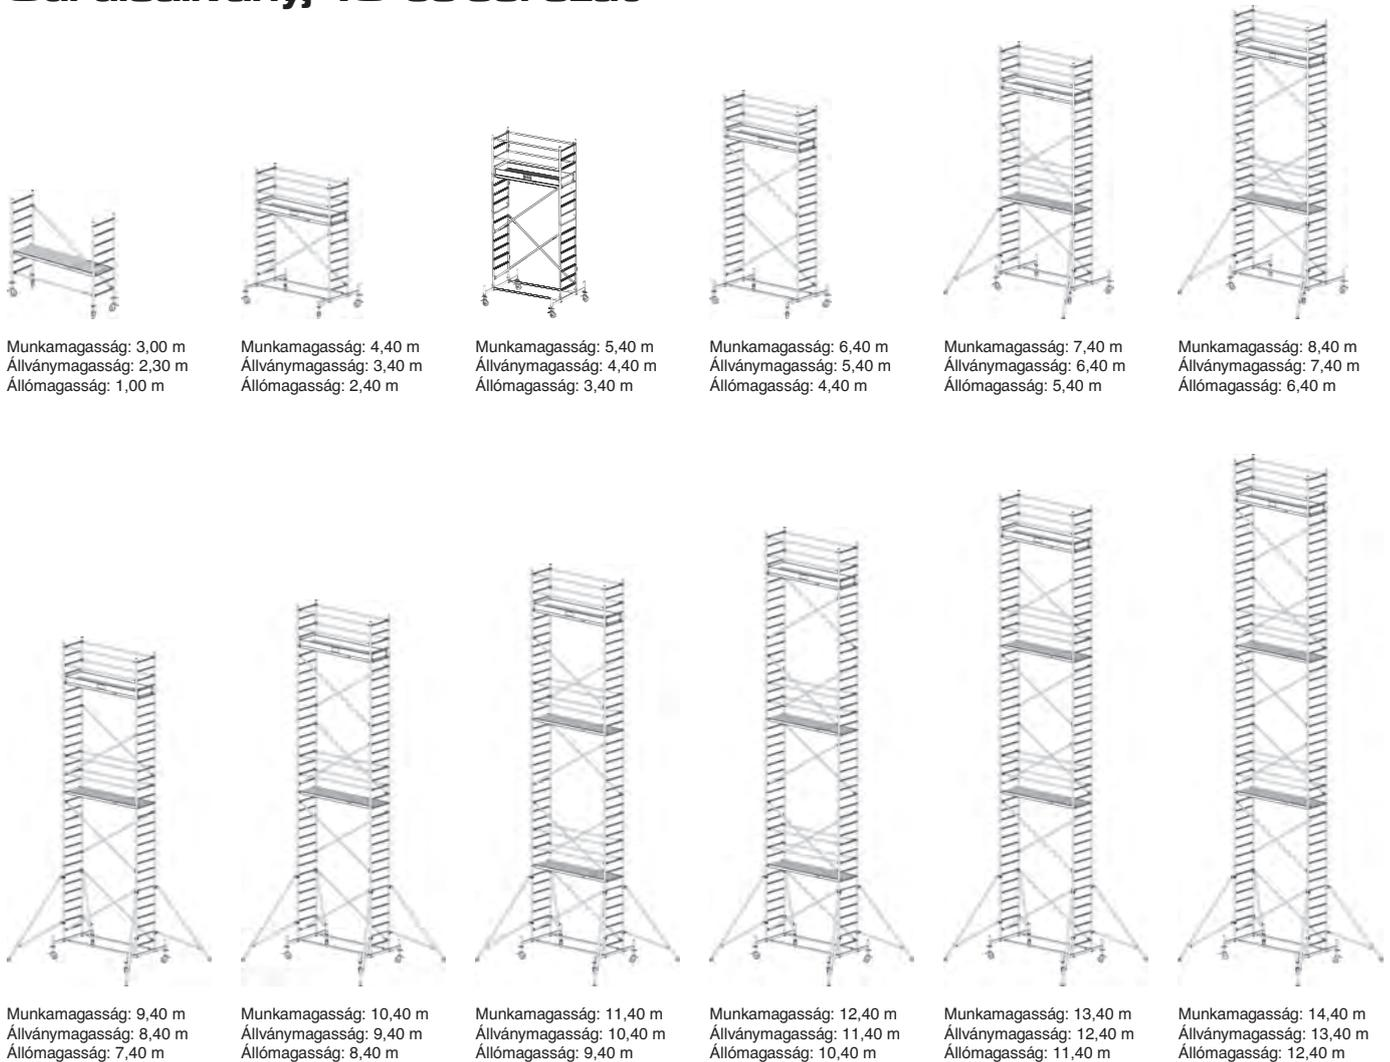 Munkamagasság: 3,00 m
Állványmagasság: 2,30 m
Állómagasság: 1,00 m
Munkamagasság: 4,40 m
Állványmagasság: 3,40 m
Állómagasság: 2,40 m
Munkamagasság: 5,40 m
Állványmagasság: 4,40 m
Állómagasság: 3,40 m
Munkamagasság: 6,40 m
Állványmagasság: 5,40 m
Állómagasság: 4,40 m
Munkamagasság: 7,40 m
Állványmagasság: 6,40 m
Állómagasság: 5,40 m
Munkamagasság: 8,40 m
Állványmagasság: 7,40 m
Állómagasság: 6,40 m
Munkamagasság: 9,40 m
Állványmagasság: 8,40 m
Állómagasság: 7,40 m
Munkamagasság: 10,40 m
Állványmagasság: 9,40 m
Állómagasság: 8,40 m
Munkamagasság: 11,40 m
Állványmagasság: 10,40 m
Állómagasság: 9,40 m
Munkamagasság: 12,40 m
Állványmagasság: 11,40 m
Állómagasság: 10,40 m
Munkamagasság: 13,40 m
Állványmagasság: 12,40 m
Állómagasság: 11,40 m
Munkamagasság: 14,40 m
Állványmagasság: 13,40 m
Állómagasság: 12,40 m